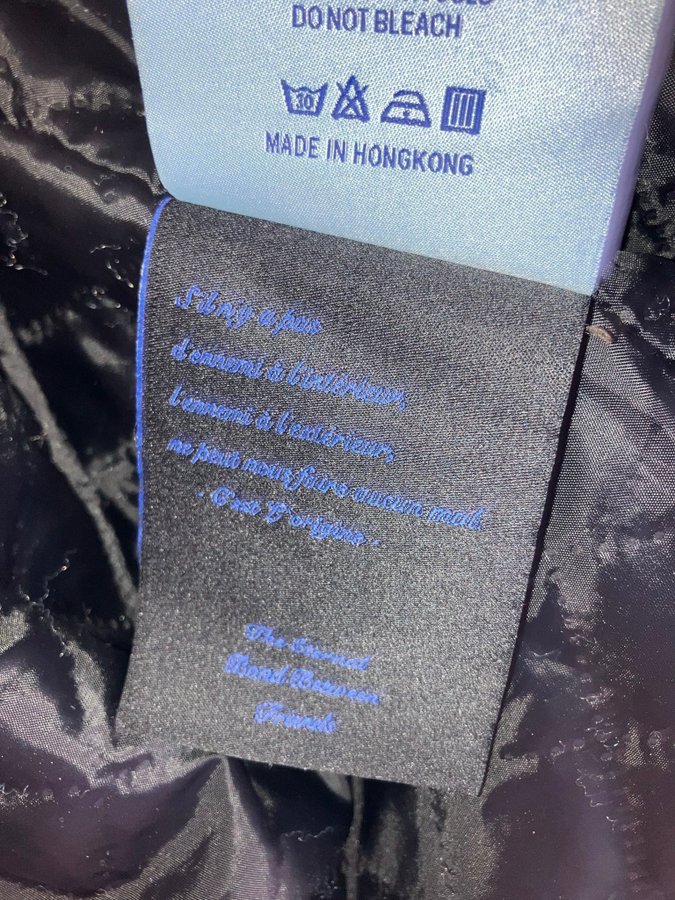 DO NOT BLEACH
30
MADE IN HONGKONG
S'il n'y a pas
d'ennemi à l'intérieur,
l'ennemi à l'extérieur,
ne peut nous faire aucun mal.
- C'est L'origine -
The Eternal
Bond Between
Friends